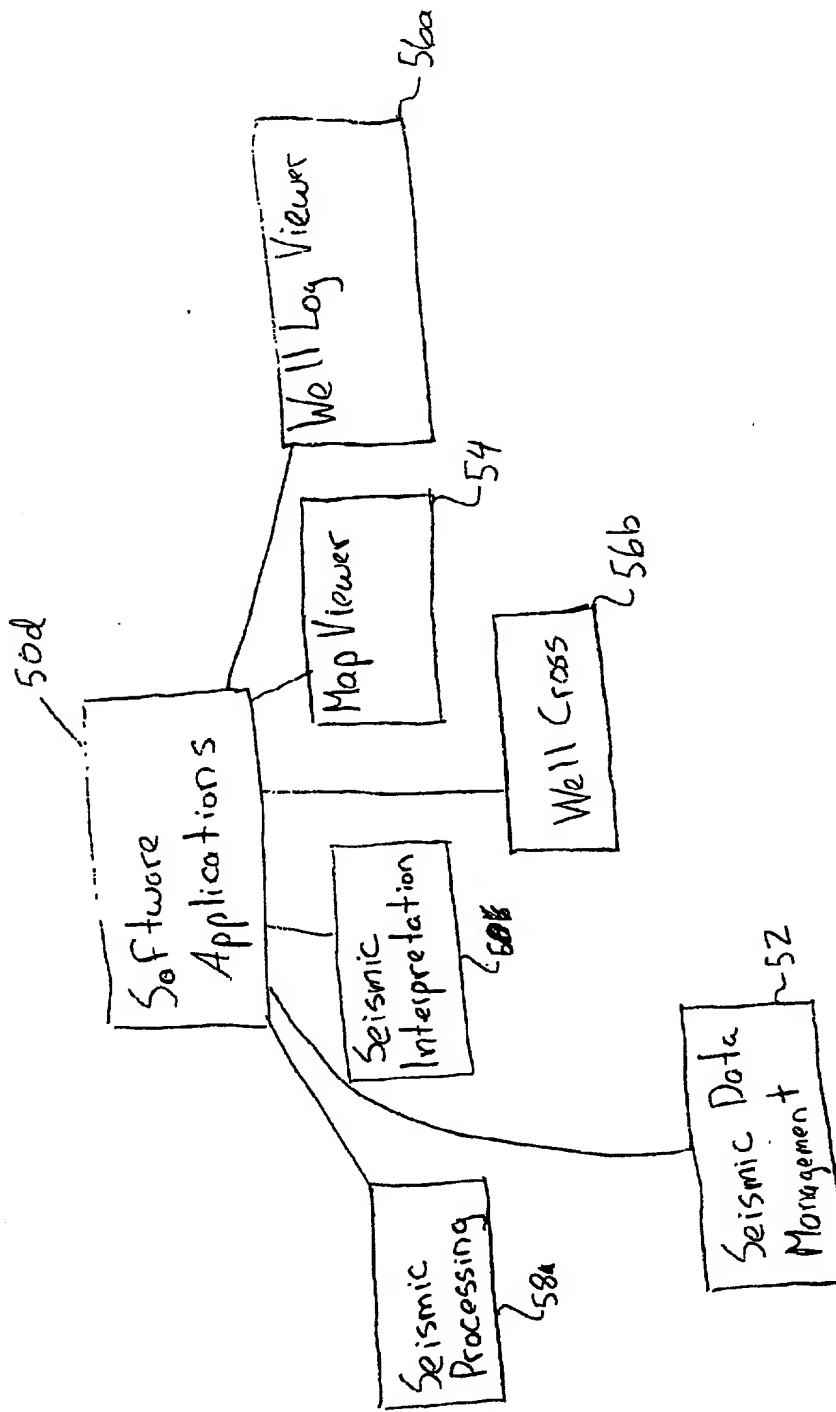 50d
Software
Applications
Seismic
Processing
58a
Seismic
Interpretation
Map Viewer
54
Well Log Viewer
56a
Well Cross
56b
Seismic Data
Management
52